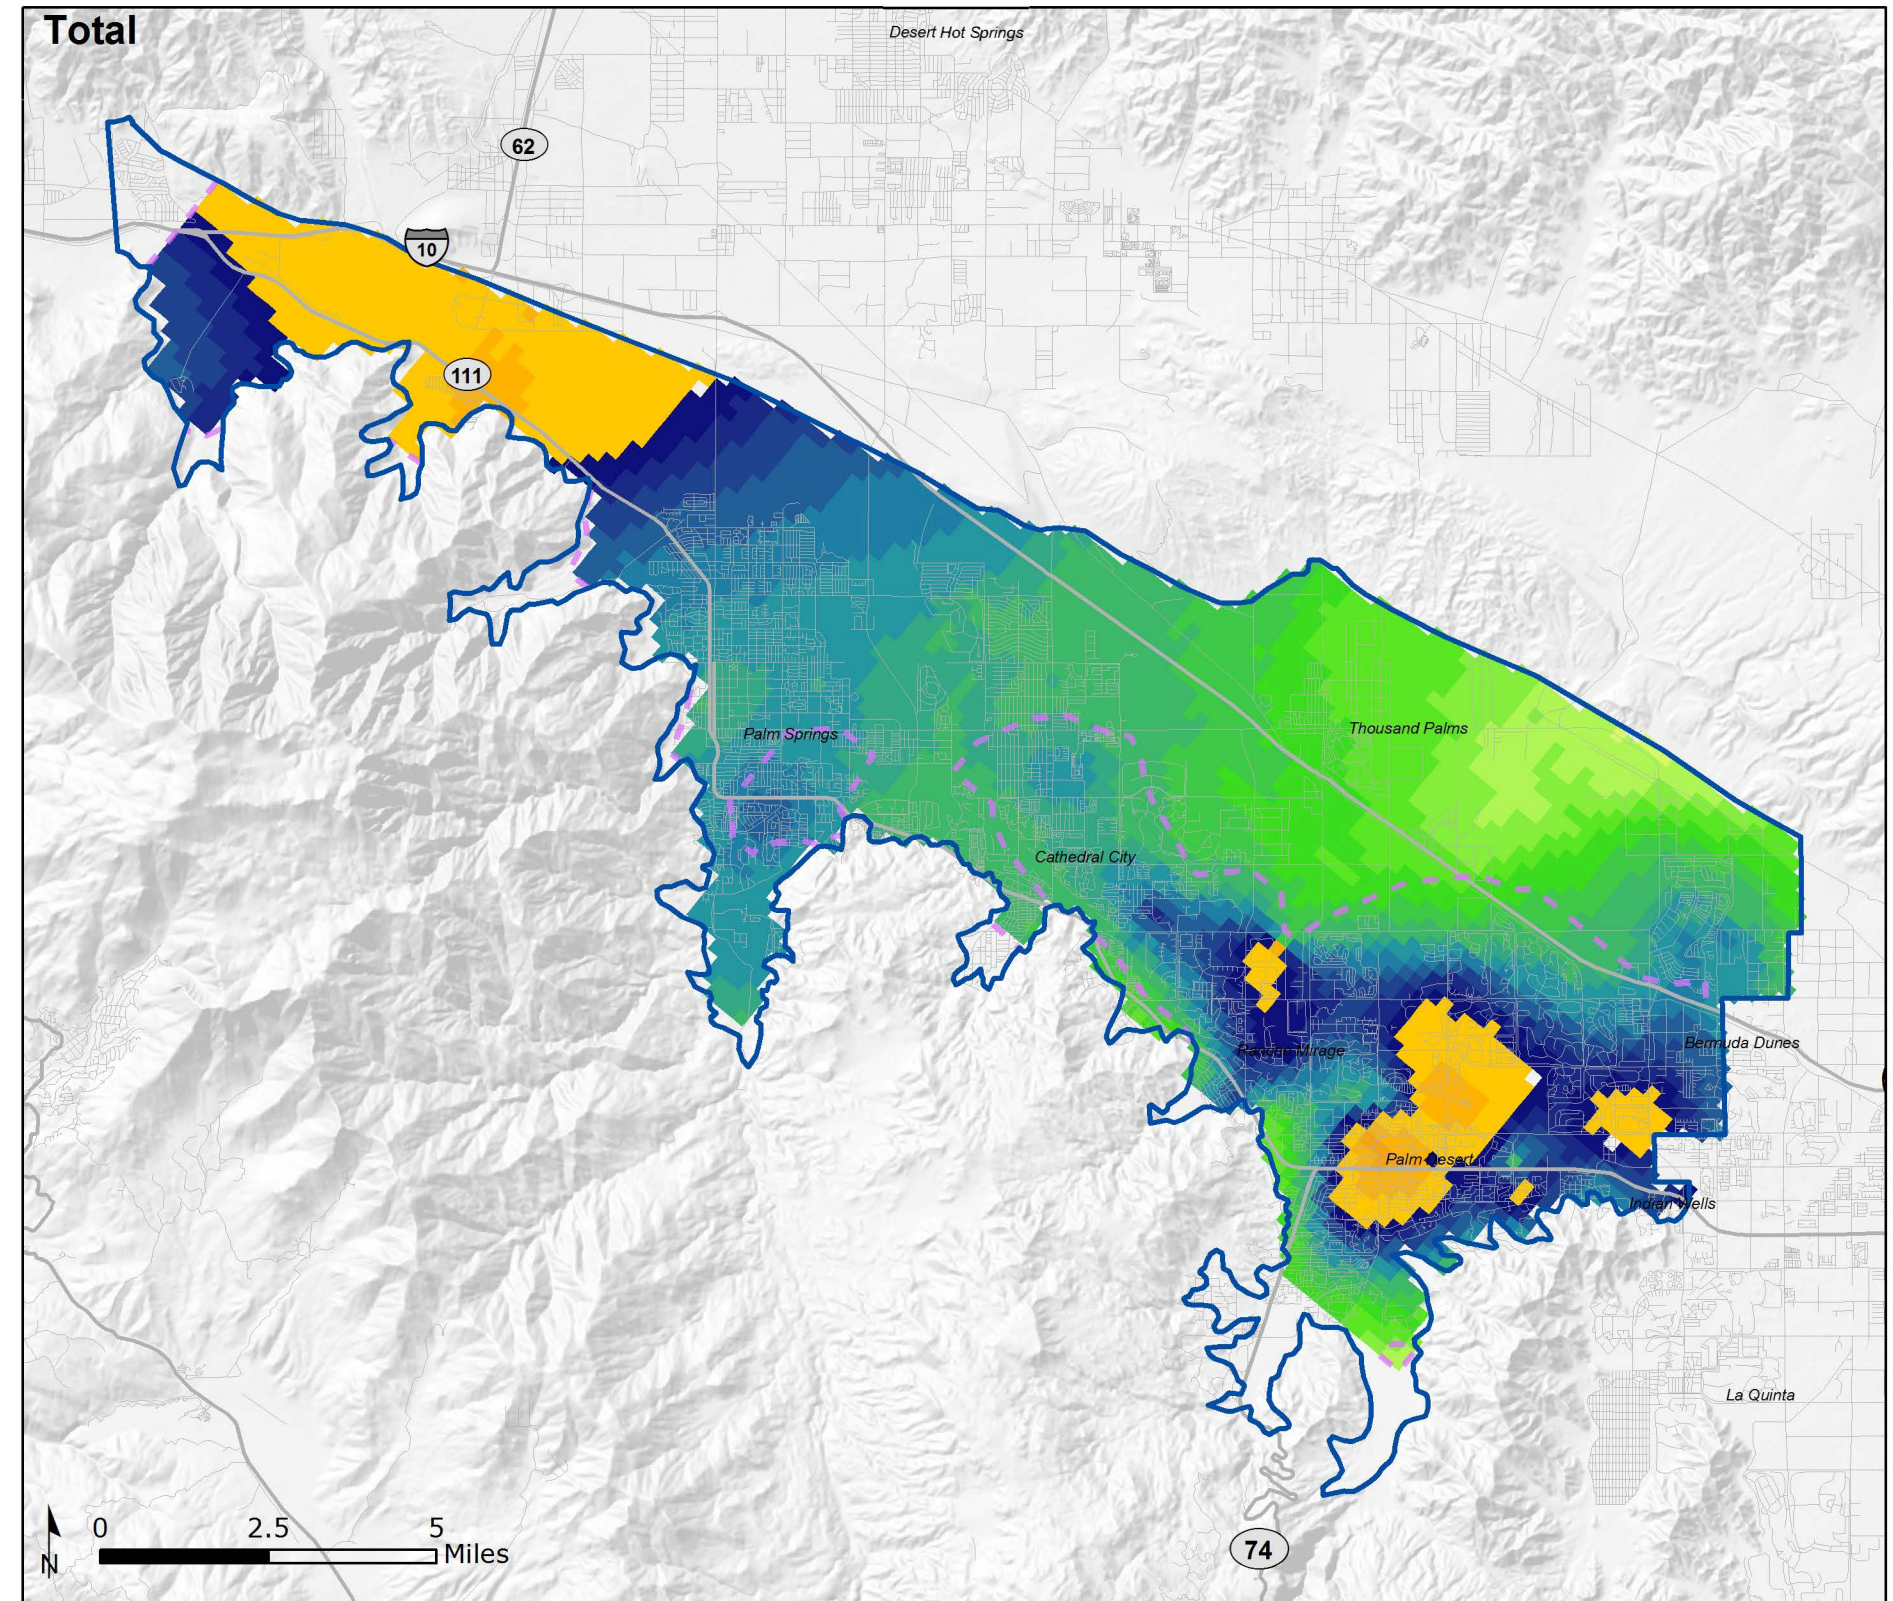 Total
Desert Hot Springs
62
10
111
Thousand Palms
Palm Springs
Cathedral City
Bermuda Dunes
Rancho Mirage
Palm Desert
Indian Wells
La Quinta
0 2.5 5
Miles
N
74